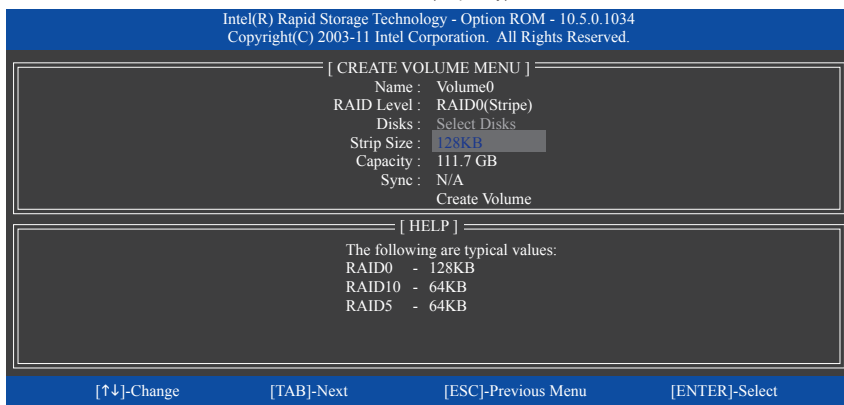 Intel(R) Rapid Storage Technology - Option ROM - 10.5.0.1034
Copyright(C) 2003-11 Intel Corporation. All Rights Reserved.
[ CREATE VOLUME MENU ]
Name : Volume0
RAID Level : RAID0(Stripe)
Disks : Select Disks
Strip Size : 128KB
Capacity : 111.7 GB
Sync : N/A
Create Volume
[ HELP ]
The following are typical values:
RAID0 - 128KB
RAID10 - 64KB
RAID5 - 64KB
[↑↓]-Change [TAB]-Next [ESC]-Previous Menu [ENTER]-Select